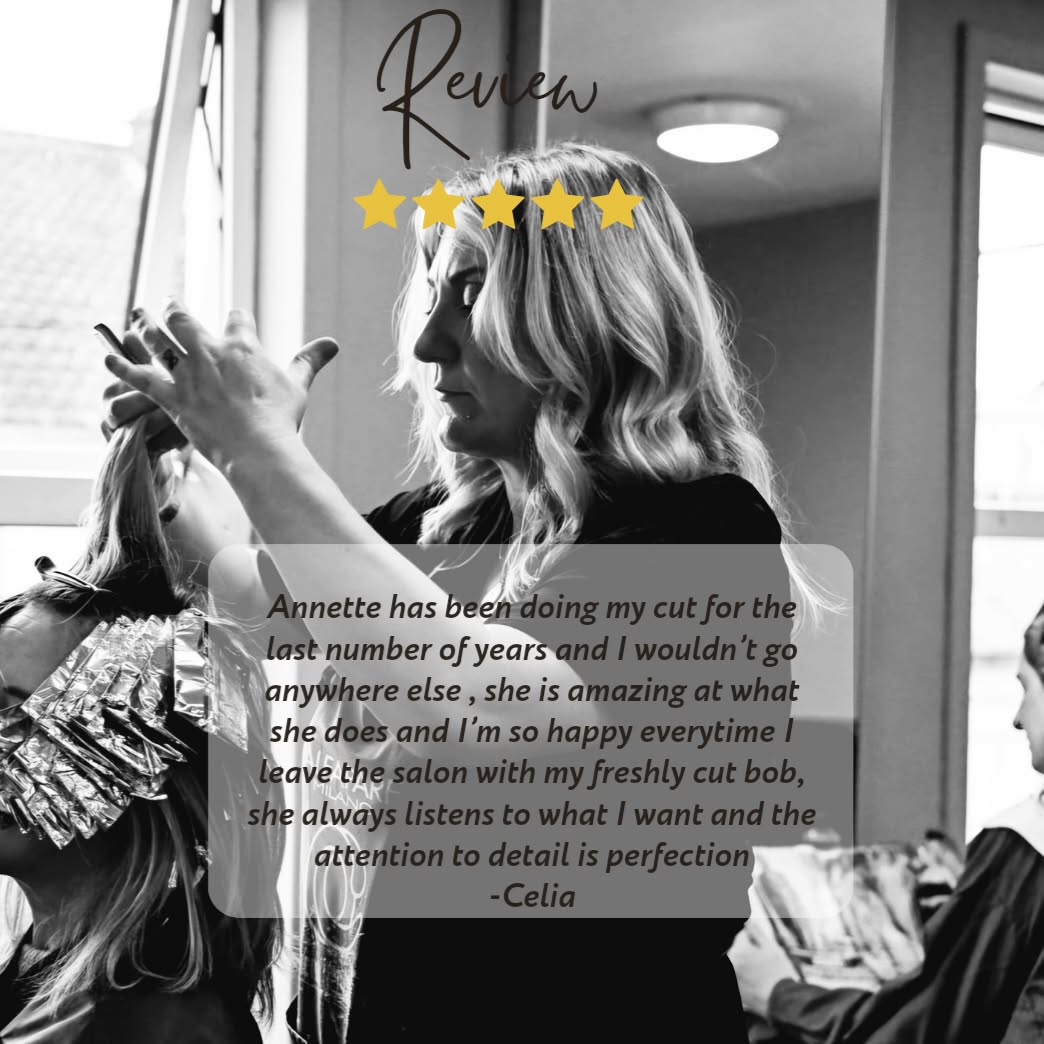 Review
Annette has been doing my cut for the
last number of years and I wouldn't go
anywhere else , she is amazing at what
she does and I'm so happy everytime I
leave the salon with my freshly cut bob,
she always listens to what I want and the
attention to detail is perfection
-Celia
MILANO